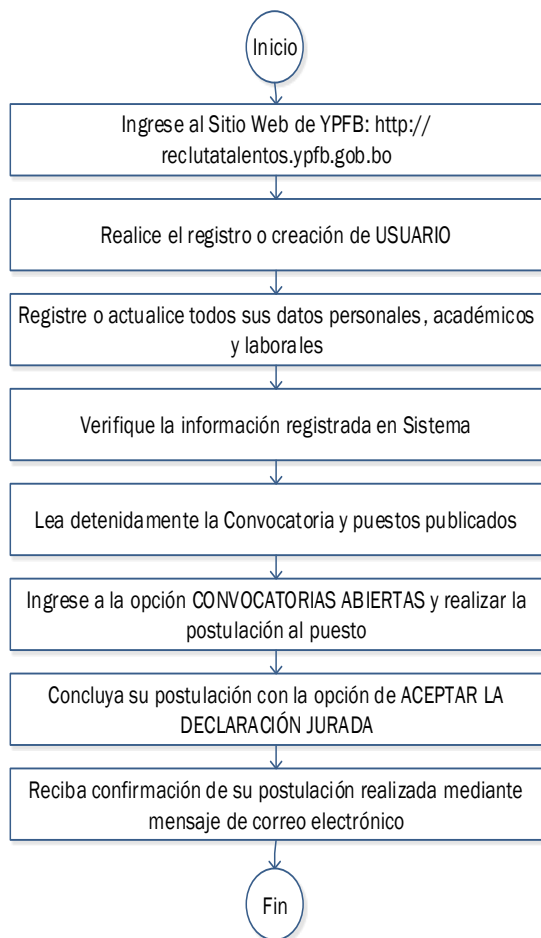 Inicio
Ingrese al Sitio Web de YPFB: http://
reclutatalentos.ypfb.gob.bo
Realice el registro o creación de USUARIO
Registre o actualice todos sus datos personales, académicos
y laborales
Verifique la información registrada en Sistema
Lea detenidamente la Convocatoria y puestos publicados
Ingrese a la opción CONVOCATORIAS ABIERTAS y realizar la
postulación al puesto
Concluya su postulación con la opción de ACEPTAR LA
DECLARACIÓN JURADA
Reciba confirmación de su postulación realizada mediante
mensaje de correo electrónico
Fin